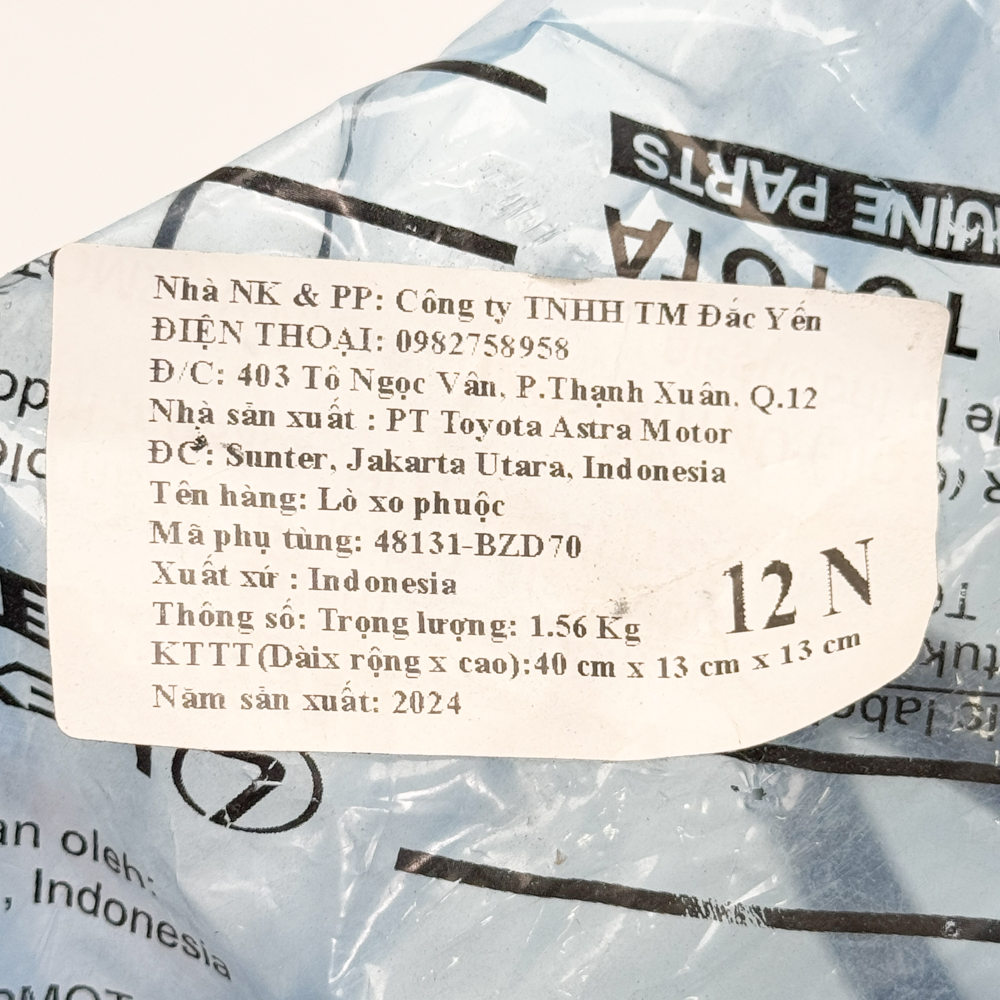 GENUINE PARTS
TOYOTA
Nhà NK & PP: Công ty TNHH TM Đắc Yến
ĐIỆN THOẠI: 0982758958
Đ/C: 403 Tô Ngọc Vân, P.Thạnh Xuân. Q.12
Nhà sản xuất : PT Toyota Astra Motor
ĐC: Sunter, Jakarta Utara, Indonesia
Tên hàng: Lò xo phuộc
Mã phụ tùng: 48131-BZD70
Xuất xứ : Indonesia
Thông số: Trọng lượng: 1.56 Kg
12 N
KTTT(Dàix rộng x cao):40 cm x 13 cm x 13 cm
Năm sản xuất: 2024
an oleh:
, Indonesia